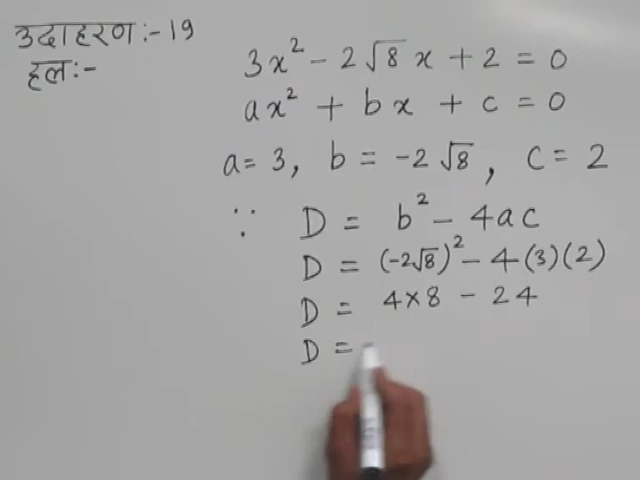 उदाहरण:- 19
हल:-
3x² - 2√8 x + 2 = 0
ax² + bx + c = 0
a = 3, b = -2√8, c = 2
∵ D = b² - 4ac
D = (-2√8)² - 4(3)(2)
D = 4×8 - 24
D =